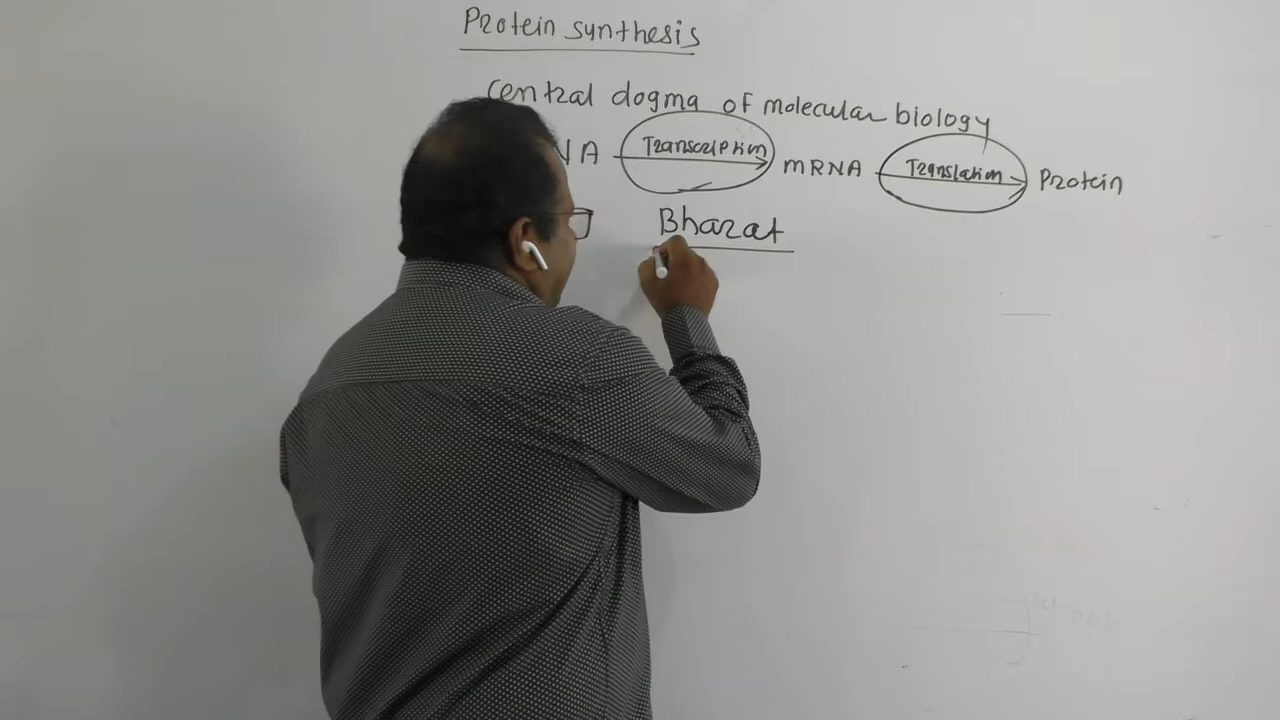 Protein synthesis
central dogma of molecular biology
NA Transcription mRNA Translation Protein
Bharat